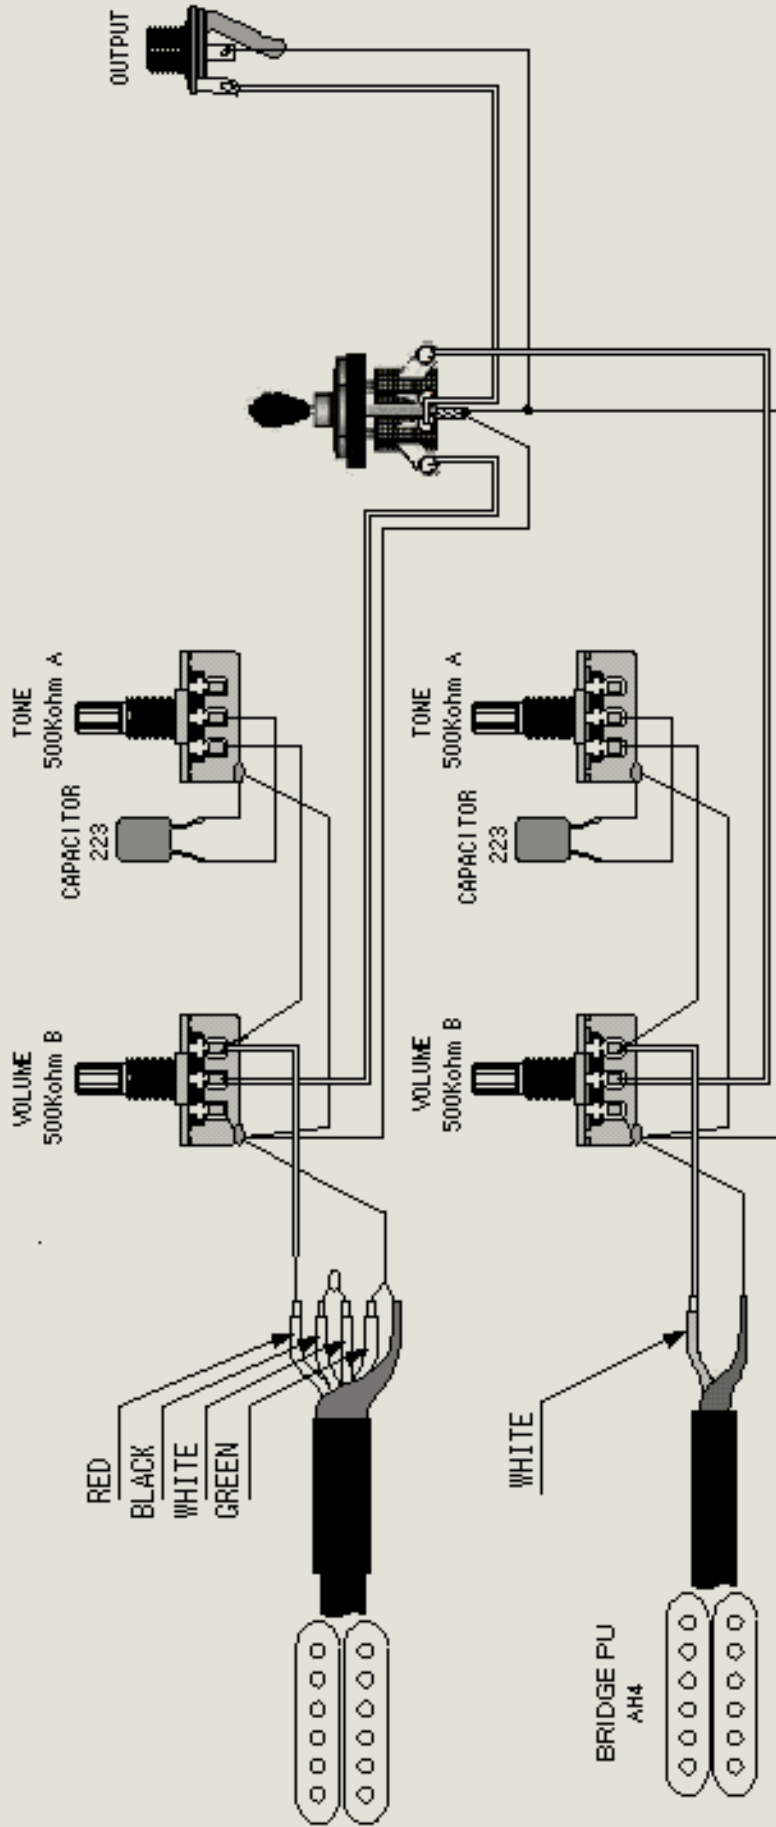 OUTPUT
TONE
500Kohm A
TONE
500Kohm A
CAPACITOR
223
CAPACITOR
223
VOLUME
500Kohm B
VOLUME
500Kohm B
RED
BLACK
WHITE
GREEN
WHITE
BRIDGE PU
AH4